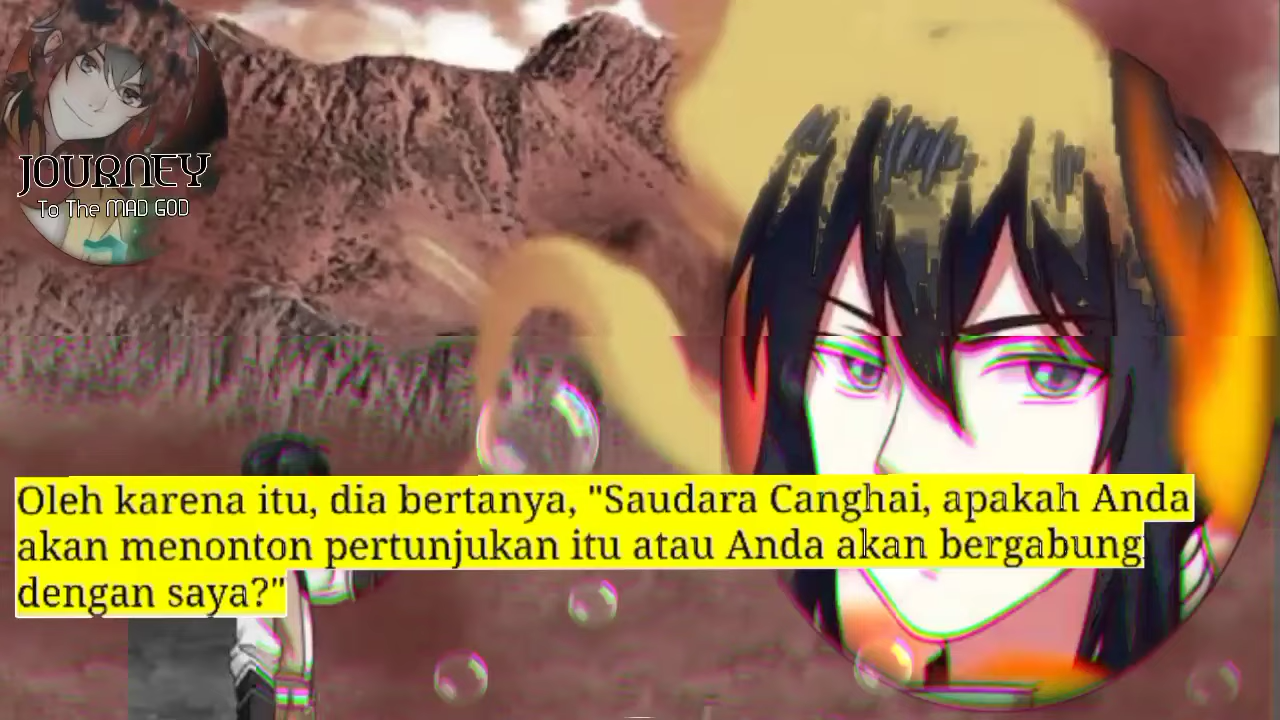 JOURNEY
To The MAD GOD
Oleh karena itu, dia bertanya, "Saudara Canghai, apakah Anda
akan menonton pertunjukan itu atau Anda akan bergabung
dengan saya?"